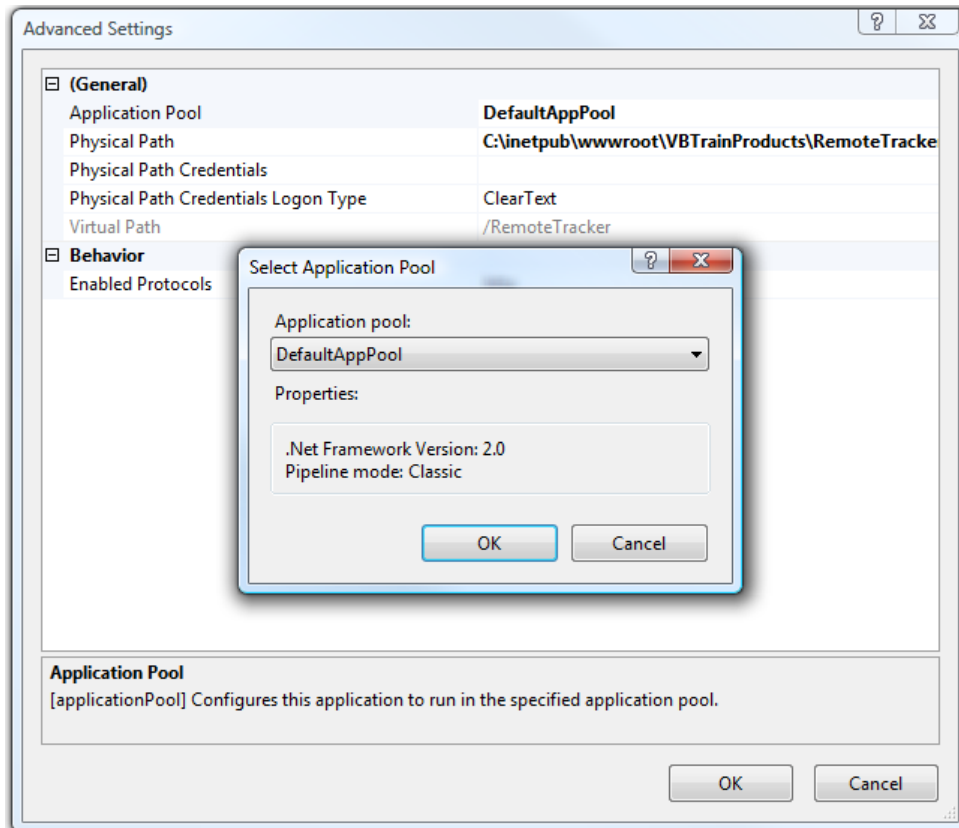 Advanced Settings
(General)
Application Pool DefaultAppPool
Physical Path C:\inetpub\wwwroot\VBTrainProducts\RemoteTracke
Physical Path Credentials
Physical Path Credentials Logon Type ClearText
Virtual Path /RemoteTracker
Behavior
Enabled Protocols
Select Application Pool
Application pool:
DefaultAppPool
Properties:
.Net Framework Version: 2.0
Pipeline mode: Classic
OK Cancel
Application Pool
[applicationPool] Configures this application to run in the specified application pool.
OK Cancel